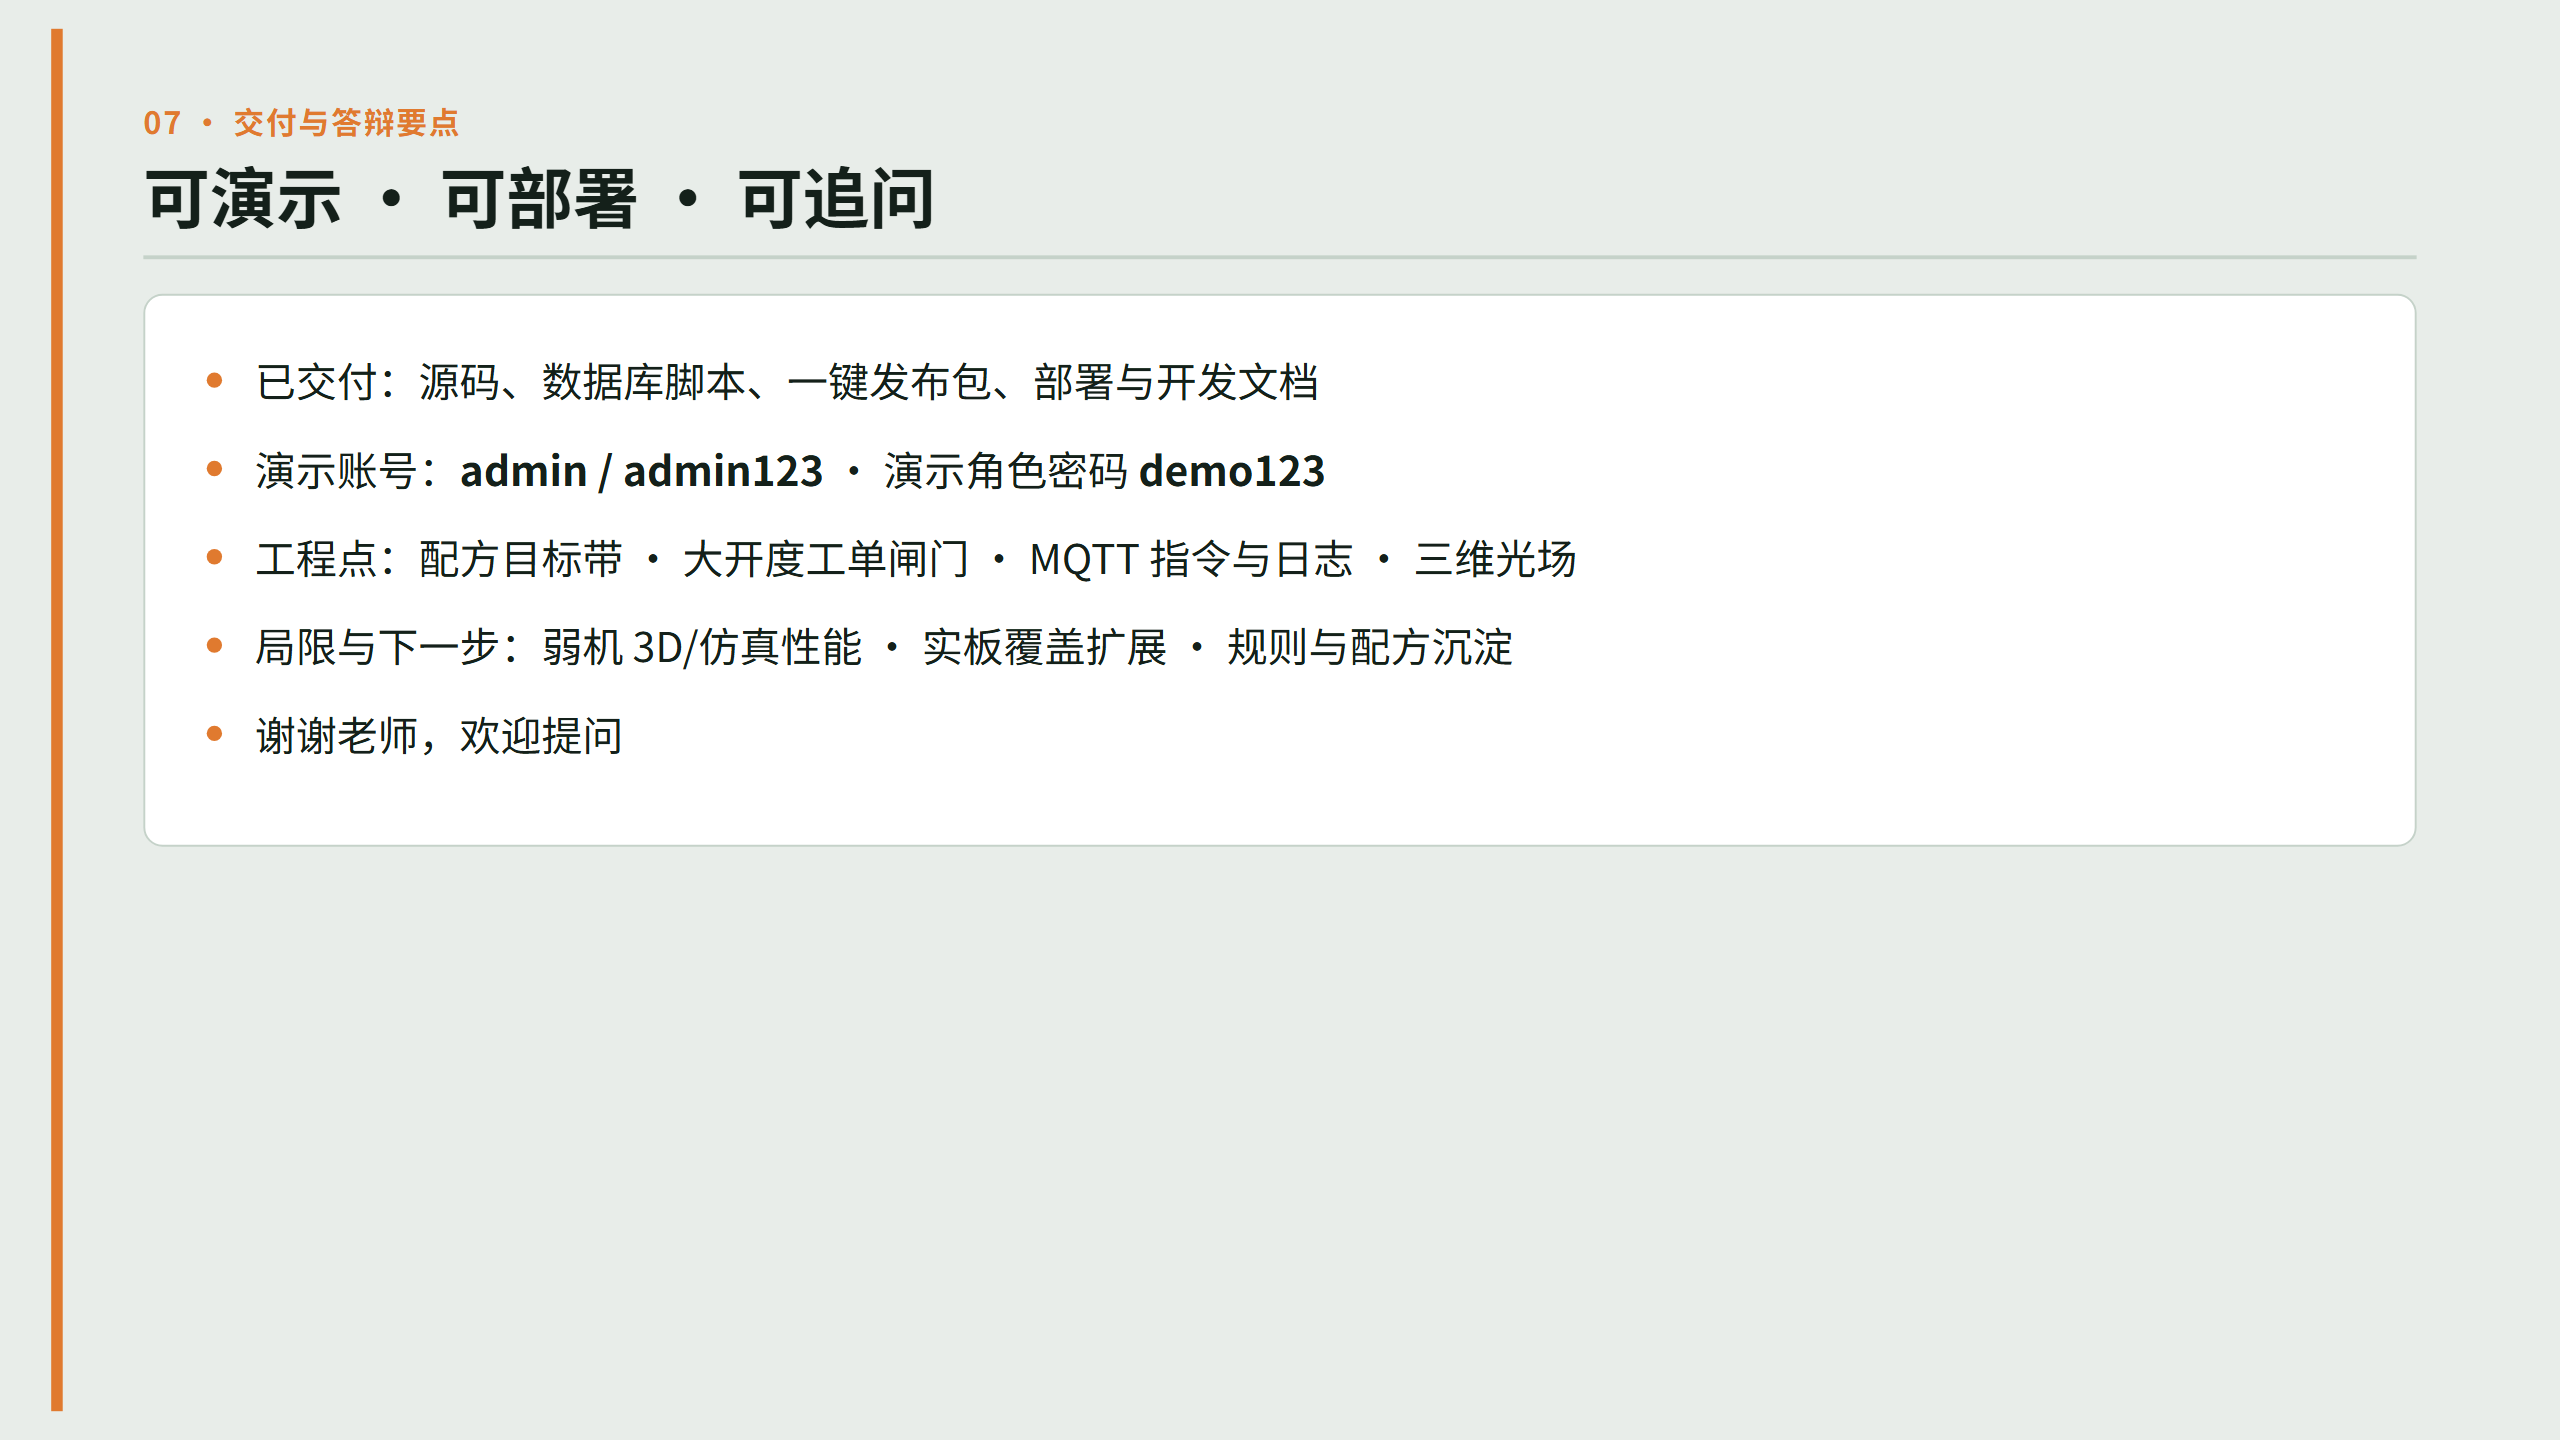 07 · 交付与答辩要点
可演示 · 可部署 · 可追问
• 已交付：源码、数据库脚本、一键发布包、部署与开发文档
• 演示账号：admin / admin123 · 演示角色密码 demo123
• 工程点：配方目标带 · 大开度工单闸门 · MQTT 指令与日志 · 三维光场
• 局限与下一步：弱机 3D/仿真性能 · 实板覆盖扩展 · 规则与配方沉淀
• 谢谢老师，欢迎提问